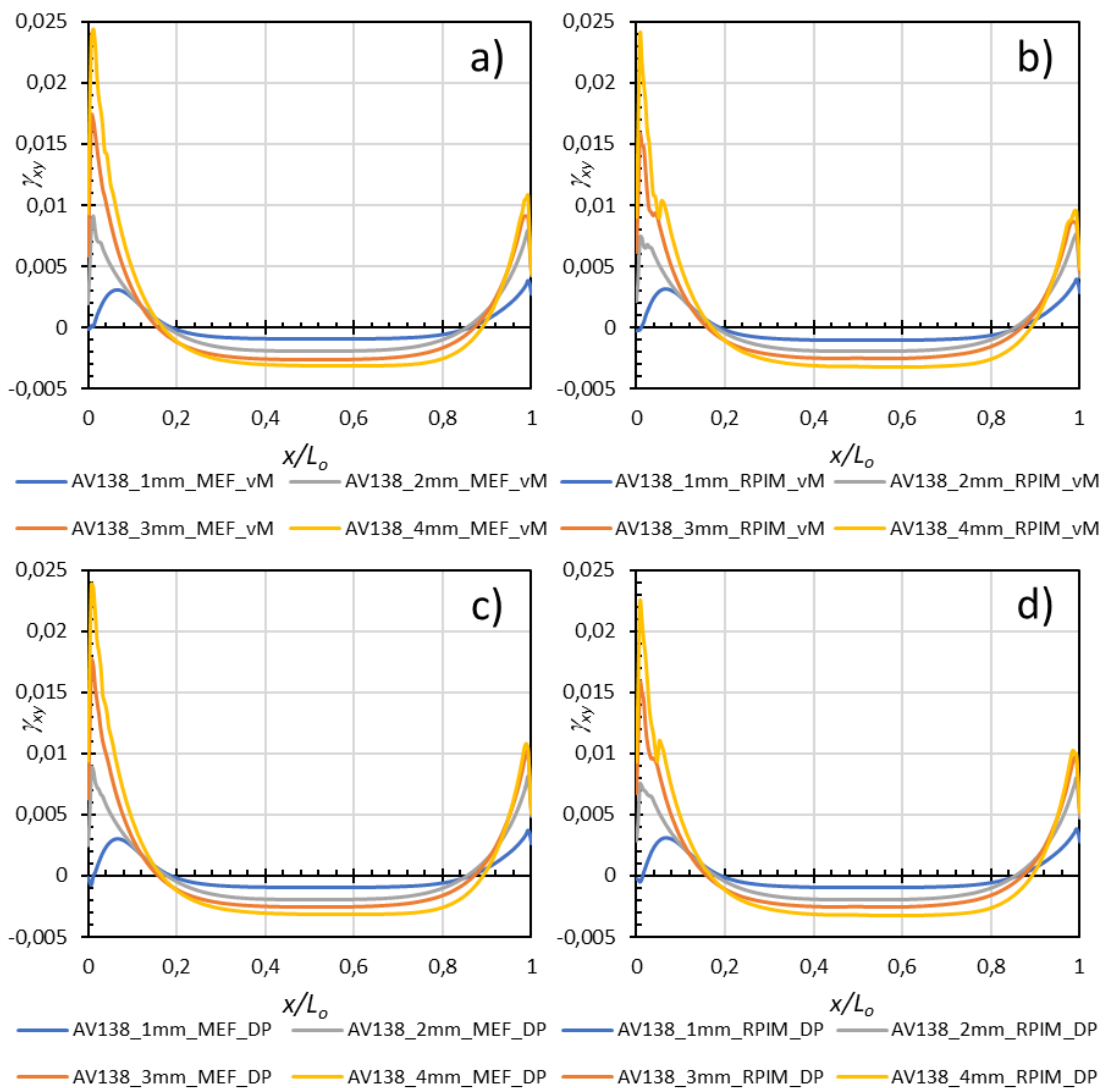 a)
0,025
0,02
0,015
0,01
0,005
0
-0,005
γxy
0 0,2 0,4 0,6 0,8 1
x/Lo
AV138_1mm_MEF_vM AV138_2mm_MEF_vM
AV138_3mm_MEF_vM AV138_4mm_MEF_vM
b)
0,025
0,02
0,015
0,01
0,005
0
-0,005
γxy
0 0,2 0,4 0,6 0,8 1
x/Lo
AV138_1mm_RPIM_vM AV138_2mm_RPIM_vM
AV138_3mm_RPIM_vM AV138_4mm_RPIM_vM
c)
0,025
0,02
0,015
0,01
0,005
0
-0,005
γxy
0 0,2 0,4 0,6 0,8 1
x/Lo
AV138_1mm_MEF_DP AV138_2mm_MEF_DP
AV138_3mm_MEF_DP AV138_4mm_MEF_DP
d)
0,025
0,02
0,015
0,01
0,005
0
-0,005
γxy
0 0,2 0,4 0,6 0,8 1
x/Lo
AV138_1mm_RPIM_DP AV138_2mm_RPIM_DP
AV138_3mm_RPIM_DP AV138_4mm_RPIM_DP